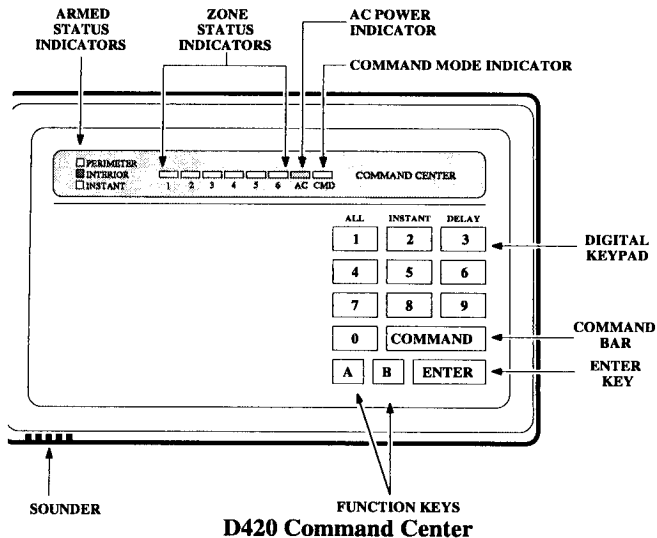 ARMED
STATUS
INDICATORS
ZONE
STATUS
INDICATORS
AC POWER
INDICATOR
COMMAND MODE INDICATOR
PERIMETER
INTERIOR
INSTANT
1 2 3 4 5 6 AC CMD
COMMAND CENTER
ALL INSTANT DELAY
1 2 3
4 5 6
7 8 9
0 COMMAND
A B ENTER
DIGITAL
KEYPAD
COMMAND
BAR
ENTER
KEY
SOUNDER
FUNCTION KEYS
D420 Command Center